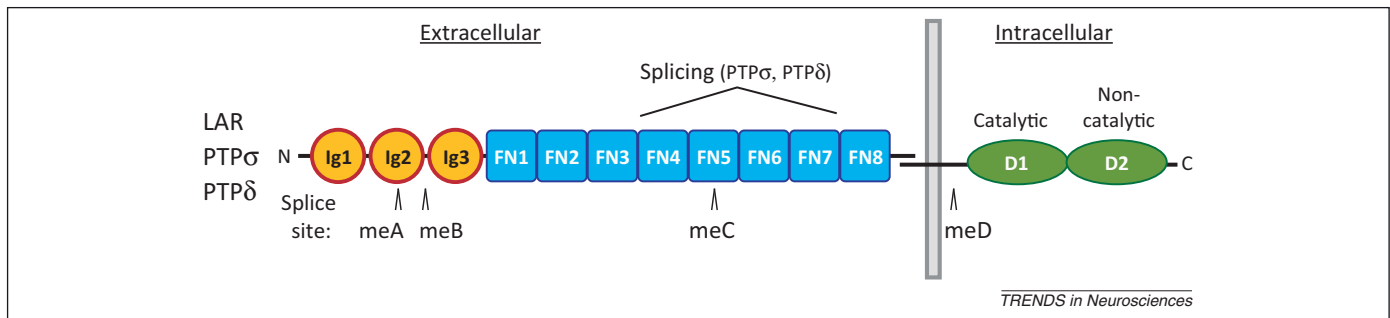 Extracellular
Intracellular
Splicing (PTPσ, PTPδ)
LAR
PTPσ
PTPδ
N
Ig1 Ig2 Ig3 FN1 FN2 FN3 FN4 FN5 FN6 FN7 FN8
Catalytic
Non-
catalytic
D1 D2
C
Splice
site:
meA meB meC meD
TRENDS in Neurosciences